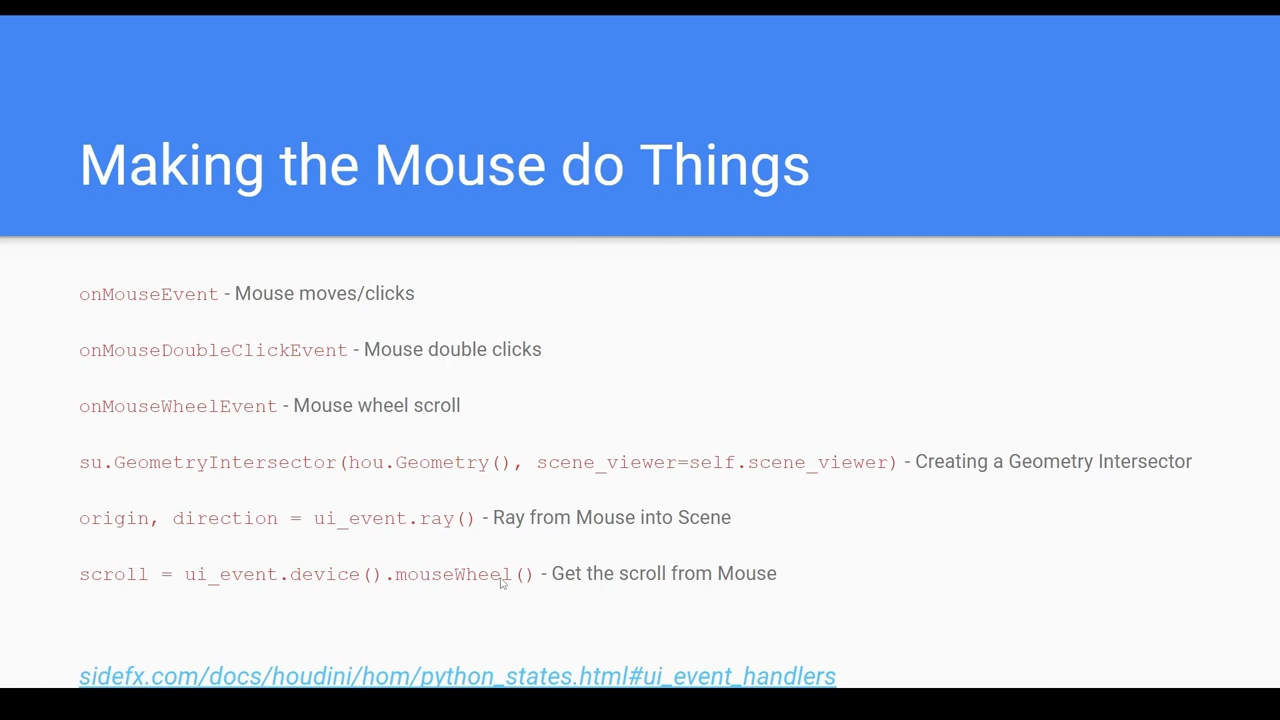 Making the Mouse do Things
onMouseEvent - Mouse moves/clicks
onMouseDoubleClickEvent - Mouse double clicks
onMouseWheelEvent - Mouse wheel scroll
su.GeometryIntersector(hou.Geometry(), scene_viewer=self.scene_viewer) - Creating a Geometry Intersector
origin, direction = ui_event.ray() - Ray from Mouse into Scene
scroll = ui_event.device().mouseWheel() - Get the scroll from Mouse
sidefx.com/docs/houdini/hom/python_states.html#ui_event_handlers